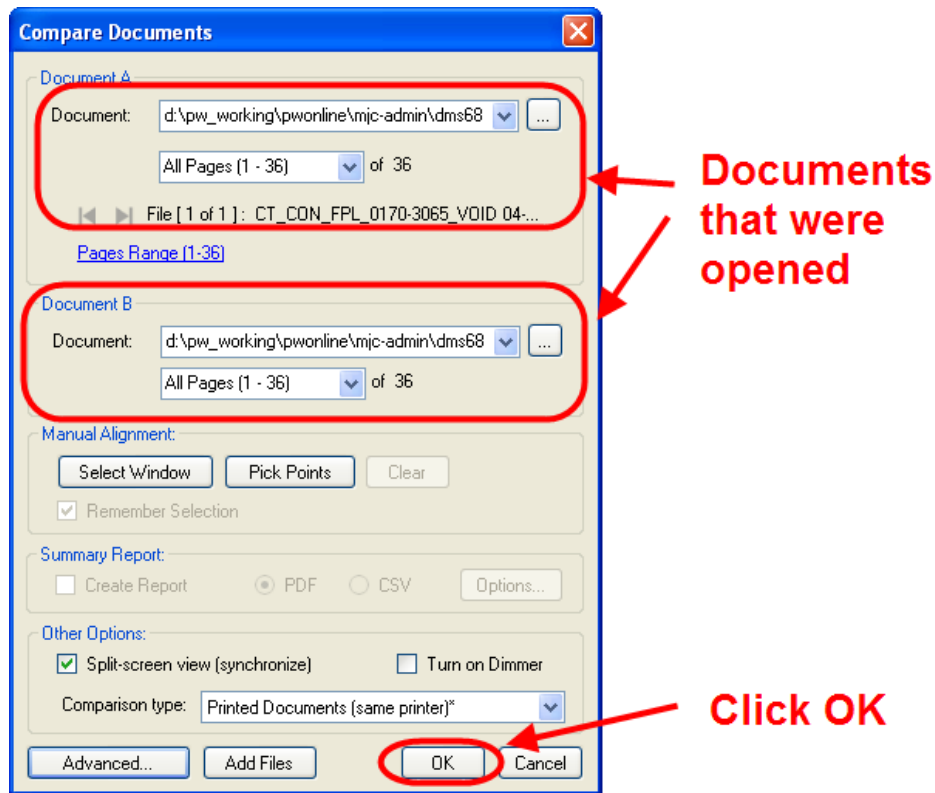 Compare Documents
Document A
Document: d:\pw_working\pwonline\mjc-admin\dms68 ...
All Pages (1 - 36) of 36
File [ 1 of 1 ] : CT_CON_FPL_0170-3065_VOID 04-...
Pages Range (1-36)
Document B
Document: d:\pw_working\pwonline\mjc-admin\dms68 ...
All Pages (1 - 36) of 36
Manual Alignment:
Select Window Pick Points Clear
Remember Selection
Summary Report:
Create Report PDF CSV Options...
Other Options:
Split-screen view (synchronize) Turn on Dimmer
Comparison type: Printed Documents (same printer)*
Advanced... Add Files OK Cancel
Documents
that were
opened
Click OK